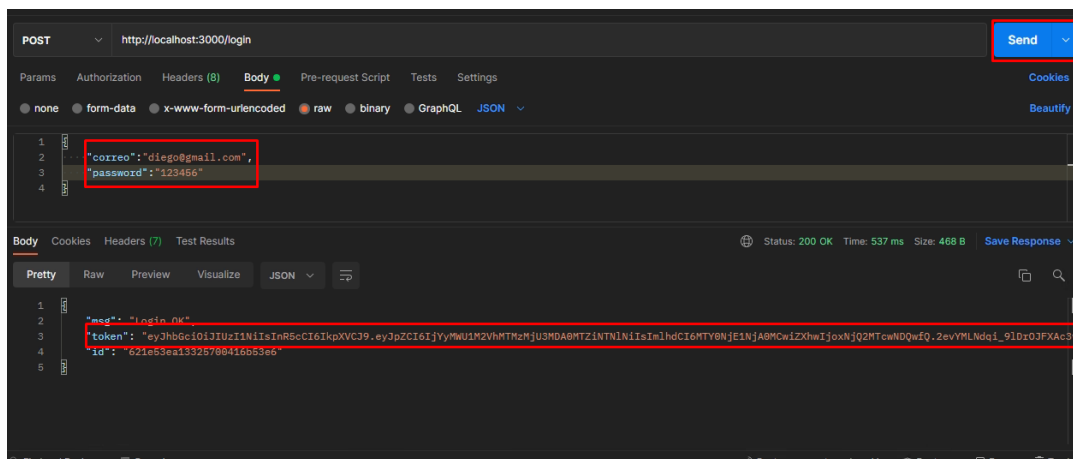 POST http://localhost:3000/login Send
Params Authorization Headers (8) Body Pre-request Script Tests Settings Cookies
none form-data x-www-form-urlencoded raw binary GraphQL JSON Beautify
1 {
2 "correo":"diego@gmail.com",
3 "password":"123456"
4 }
Body Cookies Headers (7) Test Results Status: 200 OK Time: 537 ms Size: 468 B Save Response
Pretty Raw Preview Visualize JSON
1 {
2 "msg": "Login OK",
3 "token": "eyJhbGciOiJIUzI1NiIsInR5cCI6IkpXVCJ9.eyJpZCI6IjYyMWU1M2VhMTMzMjU3MDA0MTZiNTNlNiIsImlhdCI6MTY0NjE1NjA0MCwiZXhwIjoxNjQ2MTcwNDQwfQ.2evYMLNdqi_9lDrOJFXAc3
4 "id": "621e53ea13325700416b53e6"
5 }